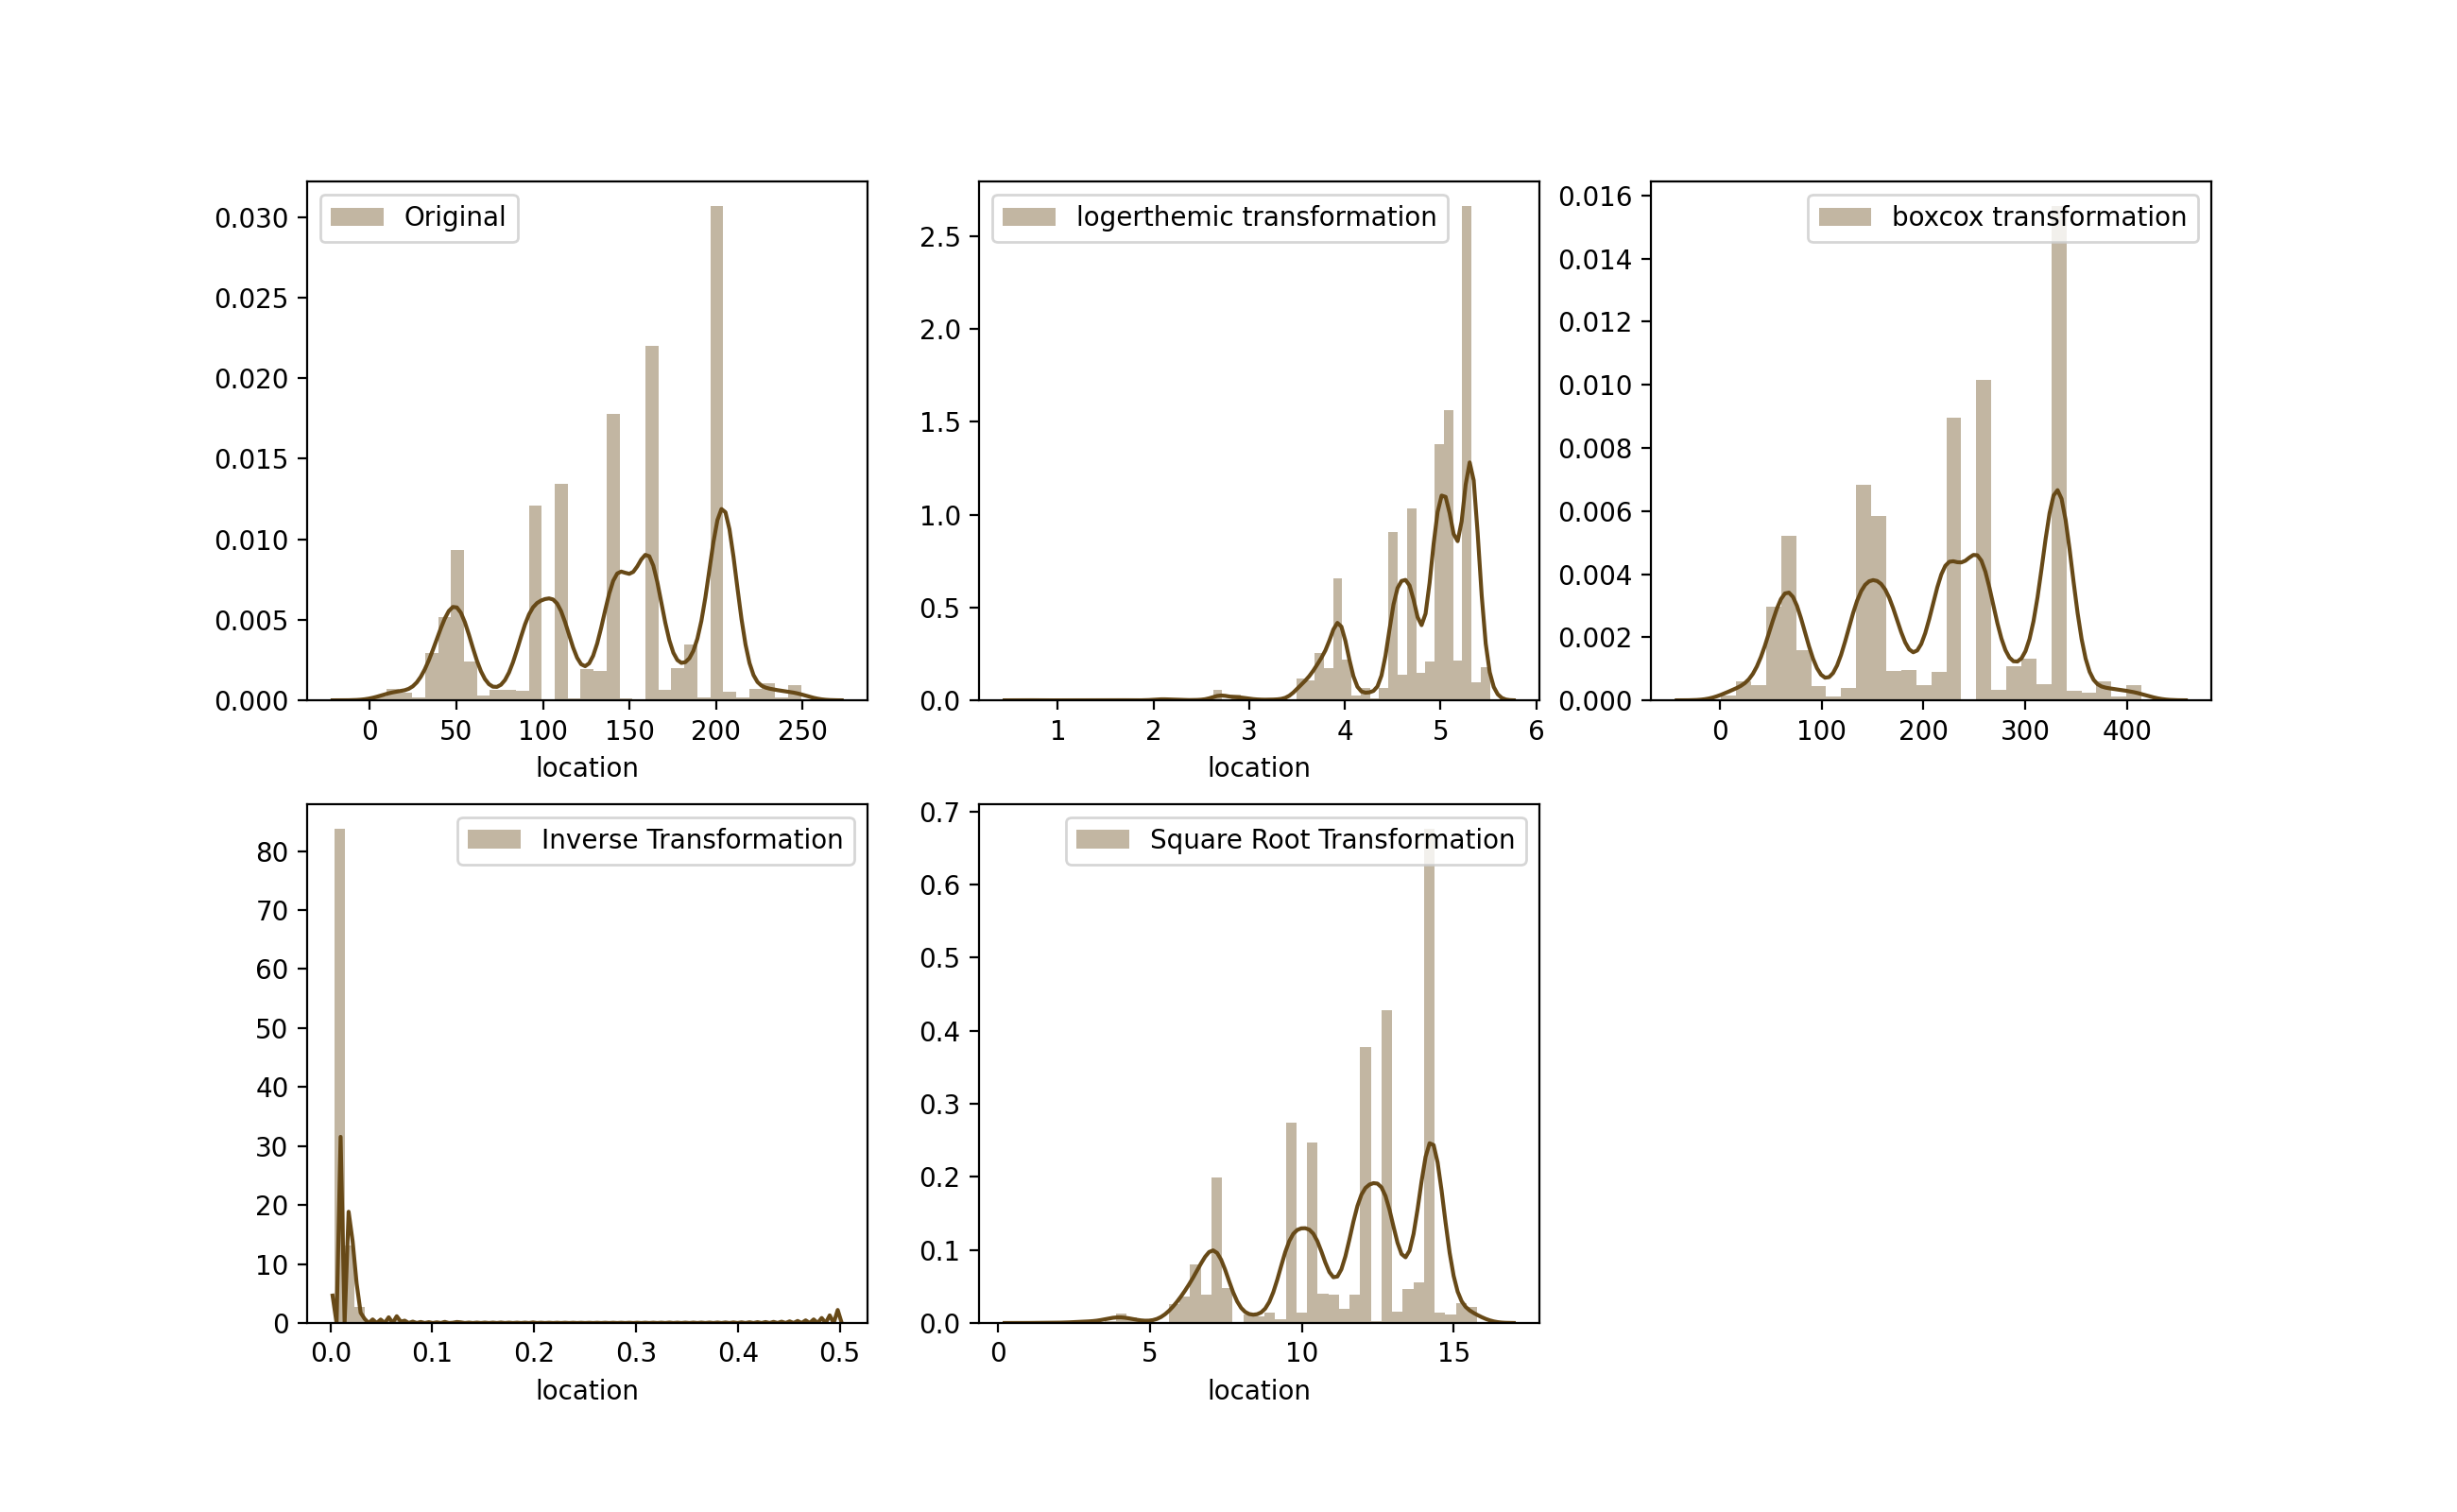 Original
0.030
0.025
0.020
0.015
0.010
0.005
0.000
0 50 100 150 200 250
location
logerthemic transformation
2.5
2.0
1.5
1.0
0.5
0.0
1 2 3 4 5 6
location
boxcox transformation
0.016
0.014
0.012
0.010
0.008
0.006
0.004
0.002
0.000
0 100 200 300 400
Inverse Transformation
80
70
60
50
40
30
20
10
0
0.0 0.1 0.2 0.3 0.4 0.5
location
Square Root Transformation
0.7
0.6
0.5
0.4
0.3
0.2
0.1
0.0
0 5 10 15
location